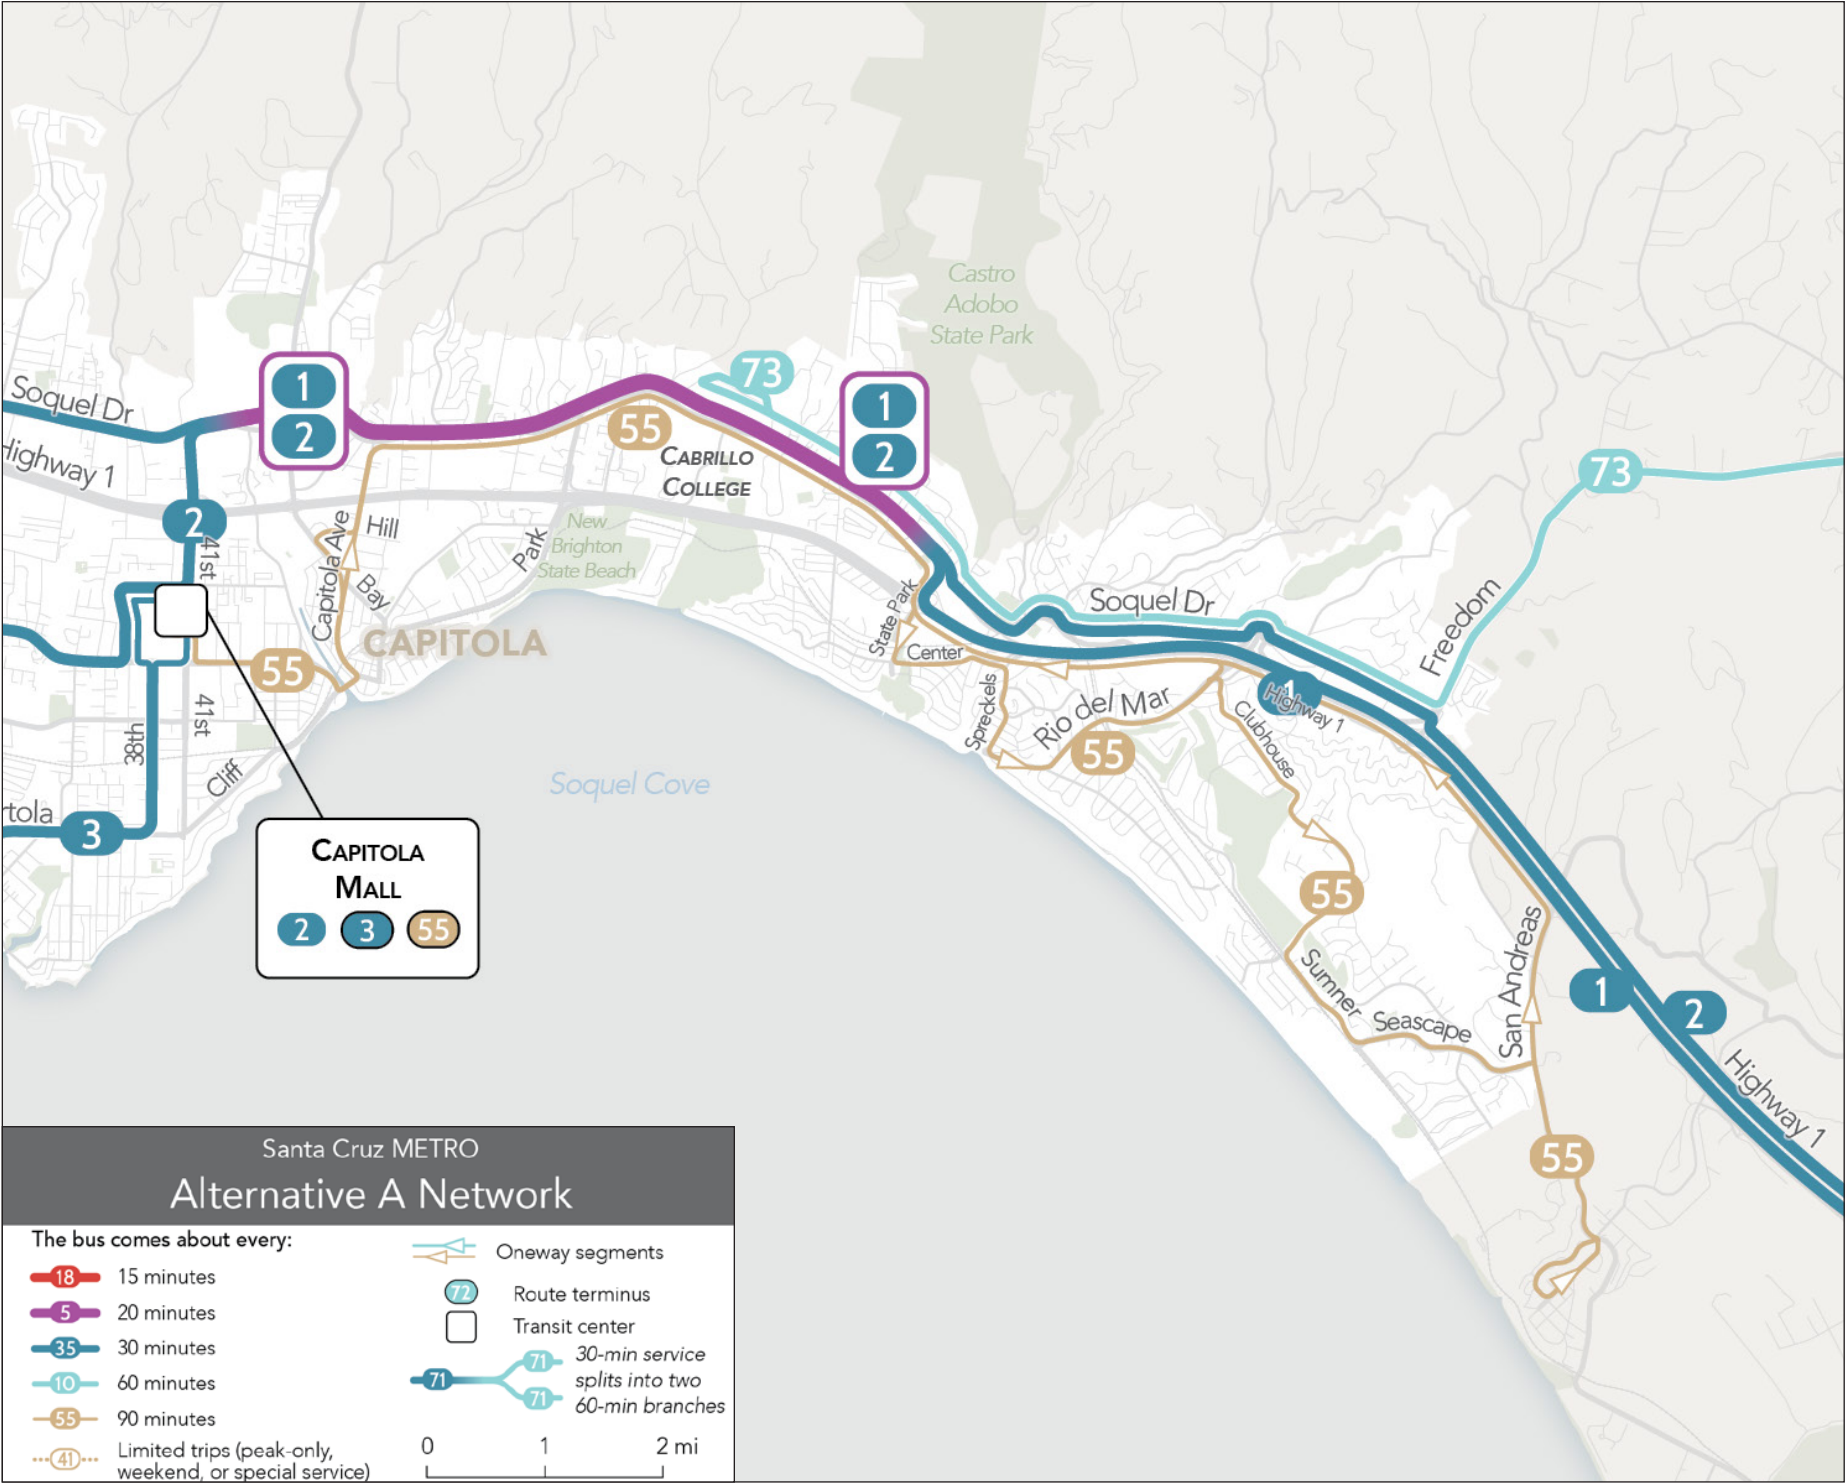 Castro
Adobo
State Park
73
1
2
1
2
Soquel Dr
55
CABRILLO
COLLEGE
Highway 1
73
2
41st
Capitola Ave
Hill
Bay
Park
New
Brighton
State Beach
CAPITOLA
State Park
Center
Soquel Dr
Freedom
55
41st
38th
Cliff
Spreckels
Rio del Mar
55
Clubhouse
1
Highway 1
Soquel Cove
rtola
3
CAPITOLA
MALL
2
3
55
55
Sumner
Seascape
San Andreas
1
2
Highway 1
55
Santa Cruz METRO
Alternative A Network
The bus comes about every:
18 15 minutes
5 20 minutes
35 30 minutes
10 60 minutes
55 90 minutes
41 Limited trips (peak-only,
weekend, or special service)
Oneway segments
72 Route terminus
Transit center
71
71
71
30-min service
splits into two
60-min branches
0 1 2 mi